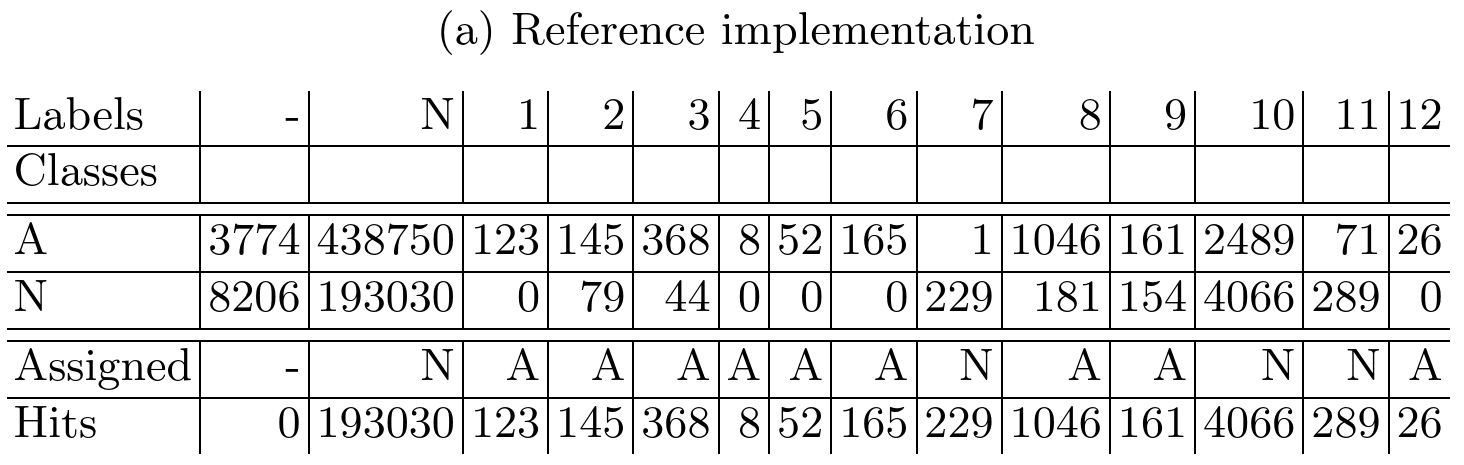 (a) Reference implementation
Labels - N 1 2 3 4 5 6 7 8 9 10 11 12
Classes
A 3774 438750 123 145 368 8 52 165 1 1046 161 2489 71 26
N 8206 193030 0 79 44 0 0 0 229 181 154 4066 289 0
Assigned - N A A A A A A N A A N N A
Hits 0 193030 123 145 368 8 52 165 229 1046 161 4066 289 26